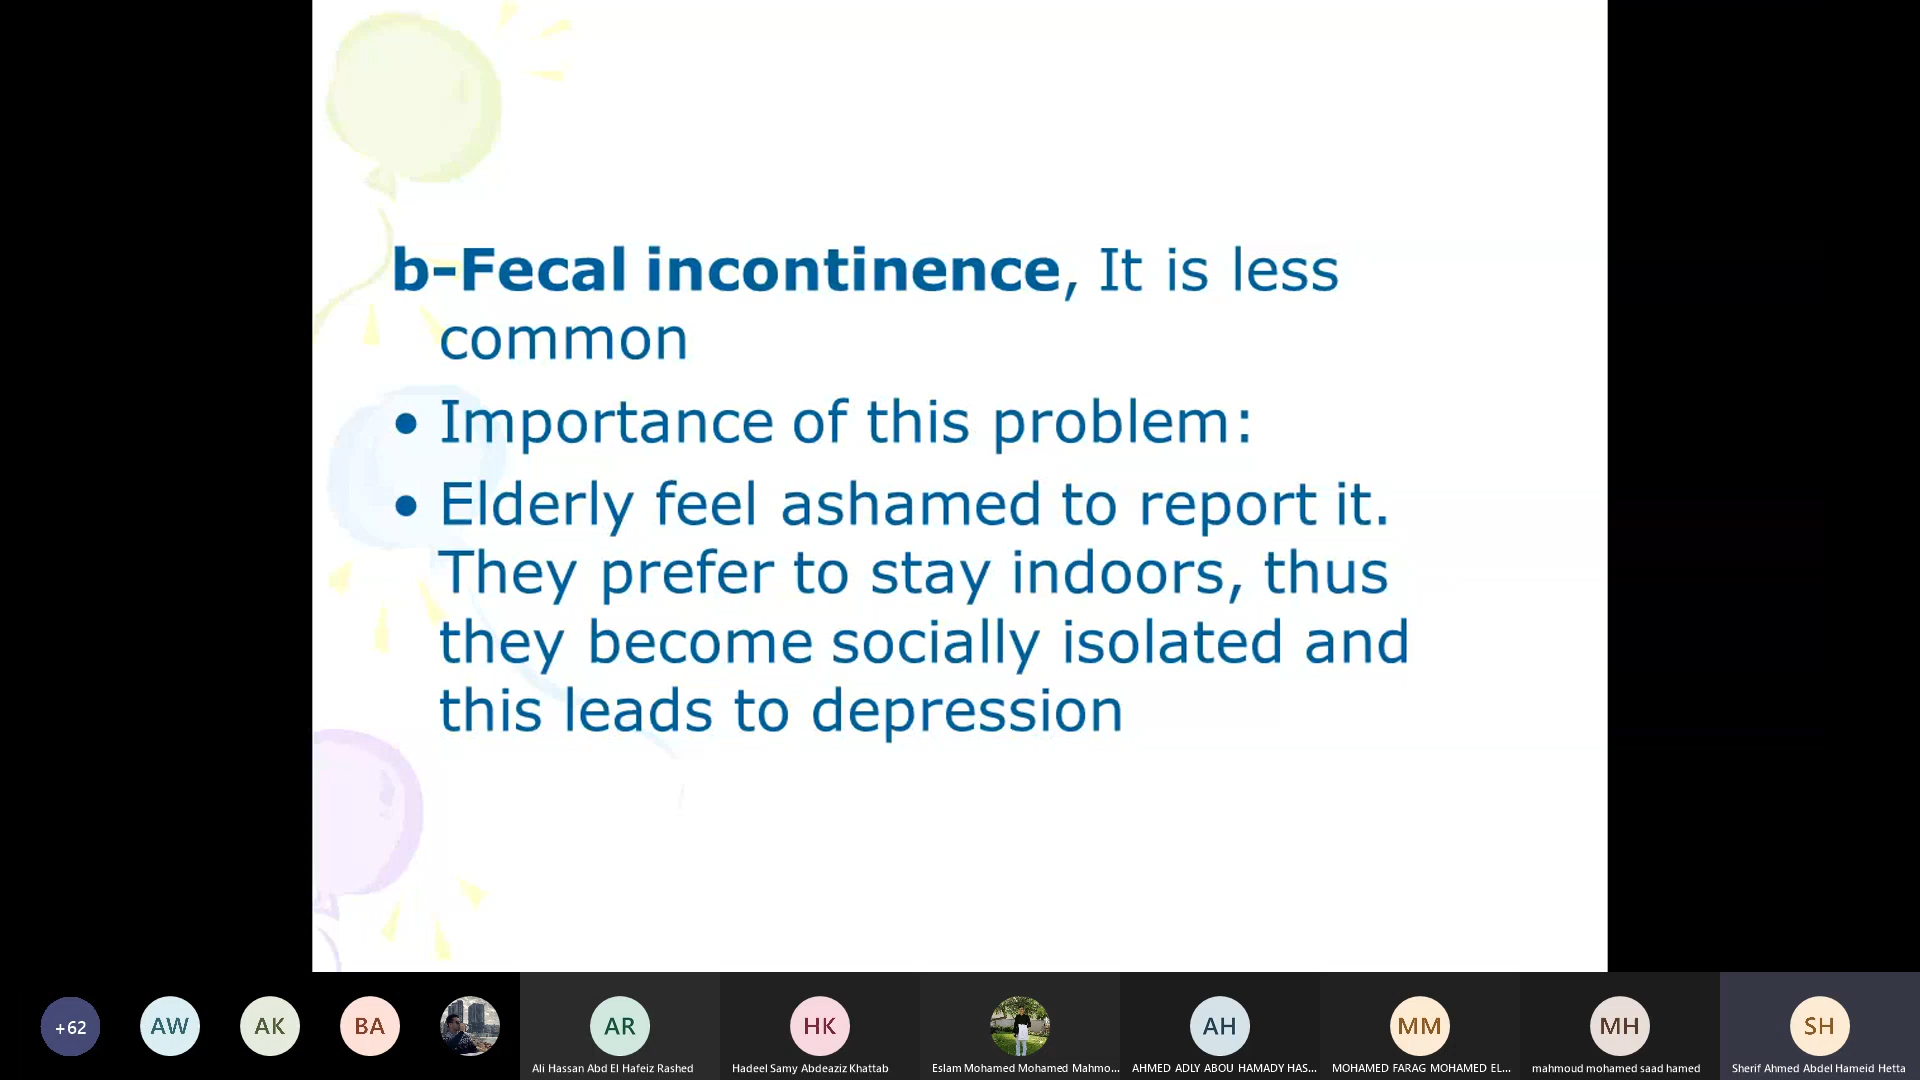 b-Fecal incontinence, It is less
common
• Importance of this problem:
• Elderly feel ashamed to report it.
They prefer to stay indoors, thus
they become socially isolated and
this leads to depression
+62
AW
AK
BA
AR
HK
AH
MM
MH
SH
Ali Hassan Abd El Hafeiz Rashed
Hadeel Samy Abdeaziz Khattab
Eslam Mohamed Mohamed Mahmo...
AHMED ADLY ABOU HAMADY HAS...
MOHAMED FARAG MOHAMED EL...
mahmoud mohamed saad hamed
Sherif Ahmed Abdel Hameid Hetta